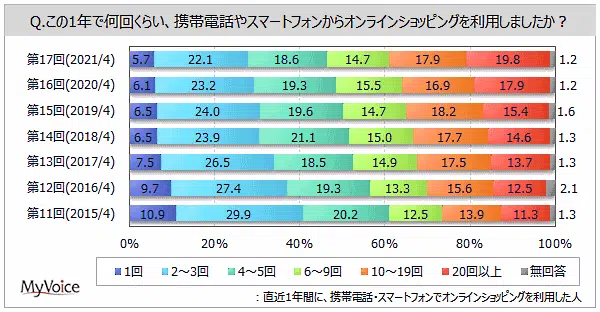 Q.この1年で何回くらい、携帯電話やスマートフォンからオンラインショッピングを利用しましたか？
第17回(2021/4) 5.7 22.1 18.6 14.7 17.9 19.8 1.2
第16回(2020/4) 6.1 23.2 19.3 15.5 16.9 17.9 1.2
第15回(2019/4) 6.5 24.0 19.6 14.7 18.2 15.4 1.6
第14回(2018/4) 6.5 23.9 21.1 15.0 17.7 14.6 1.3
第13回(2017/4) 7.5 26.5 18.5 14.9 17.5 13.7 1.3
第12回(2016/4) 9.7 27.4 19.3 13.3 15.6 12.5 2.1
第11回(2015/4) 10.9 29.9 20.2 12.5 13.9 11.3 1.3
0% 20% 40% 60% 80% 100%
1回 2～3回 4～5回 6～9回 10～19回 20回以上 無回答
MyVoice
：直近1年間に、携帯電話・スマートフォンでオンラインショッピングを利用した人